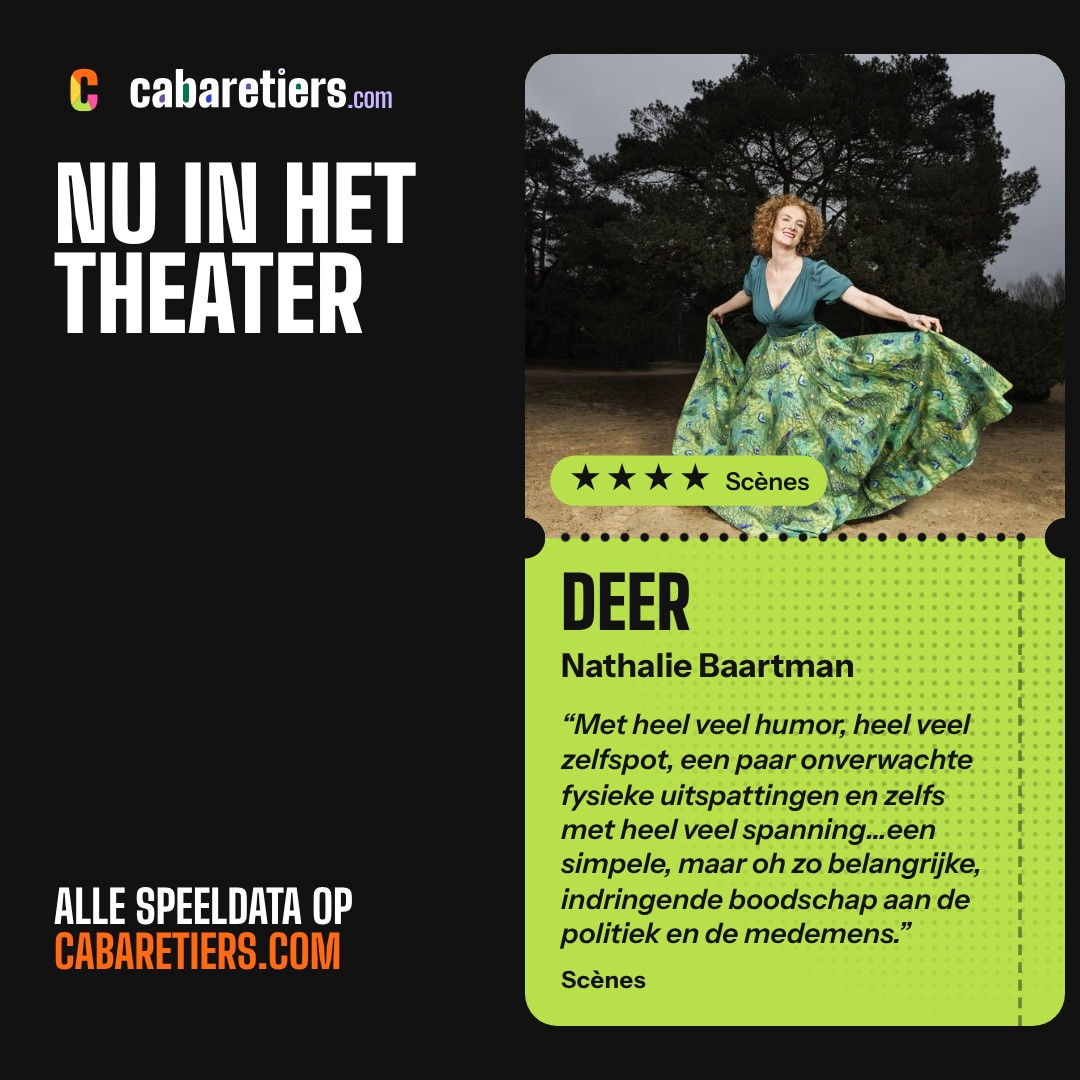 cabaretiers.com
NU IN HET
THEATER
★★★★ Scènes
DEER
Nathalie Baartman
“Met heel veel humor, heel veel
zelfspot, een paar onverwachte
fysieke uitspattingen en zelfs
met heel veel spanning...een
simpele, maar oh zo belangrijke,
indringende boodschap aan de
politiek en de medemens.”
Scènes
ALLE SPEELDATA OP
CABARETIERS.COM